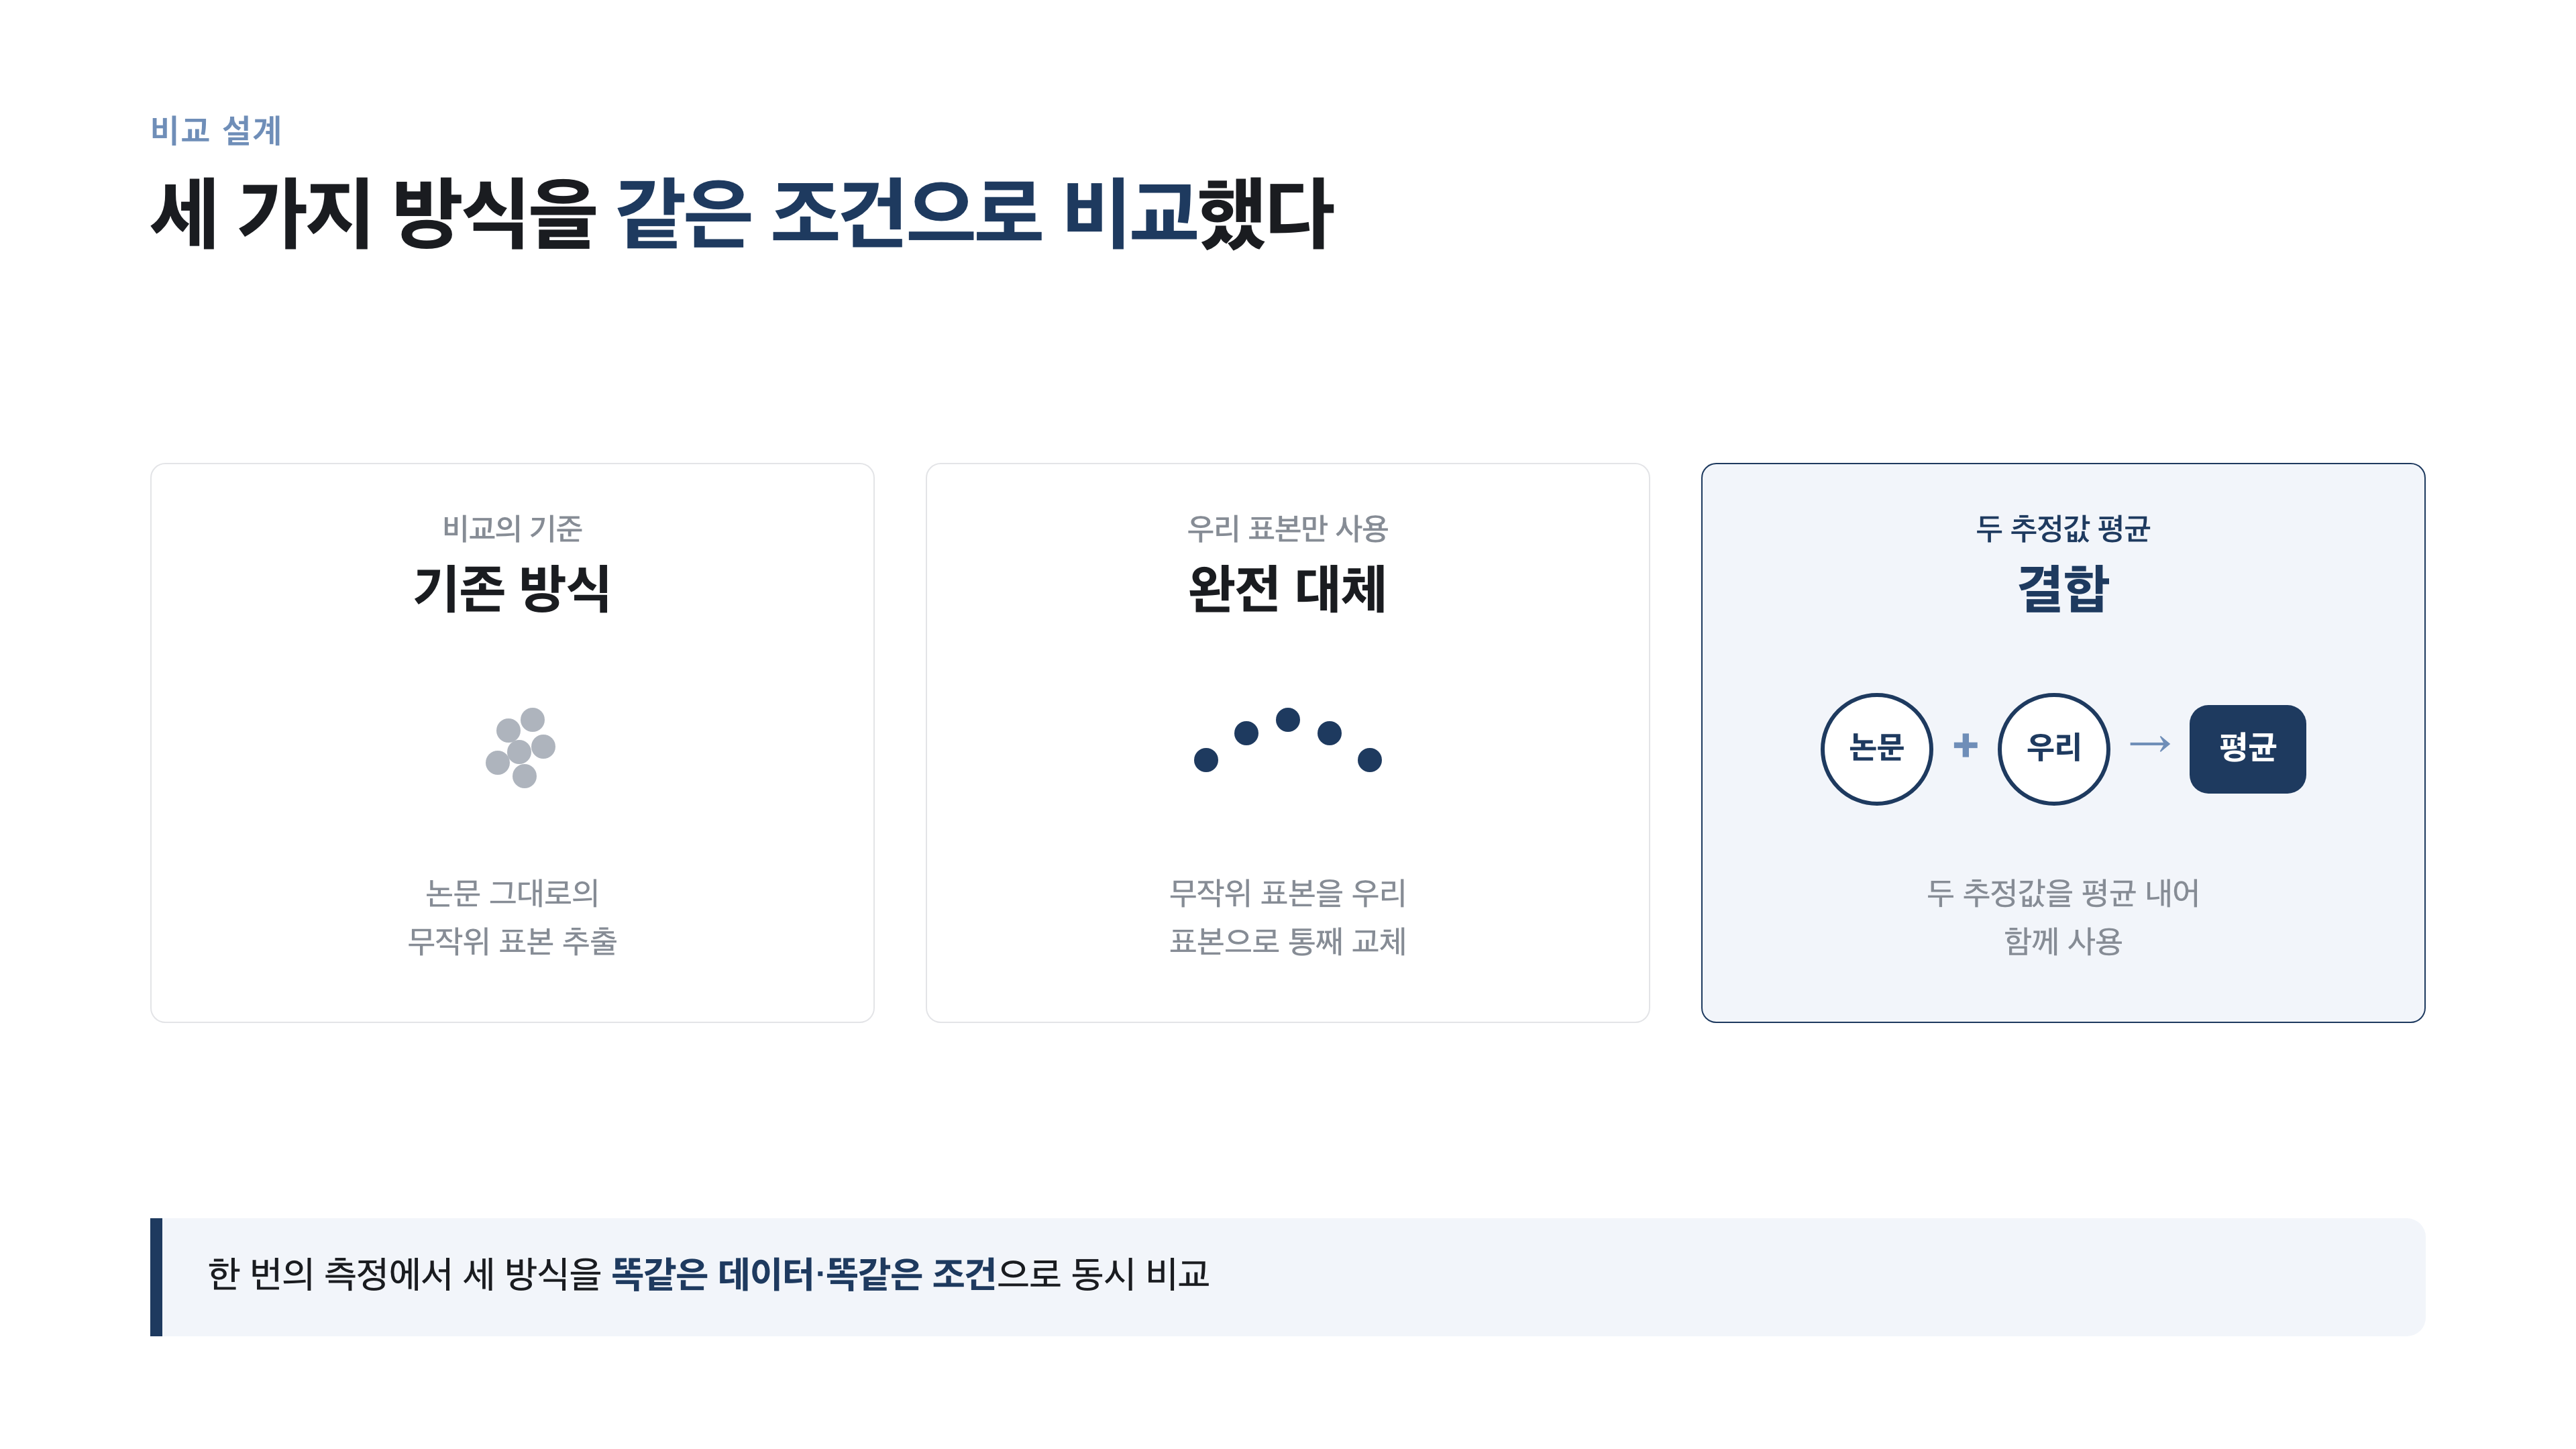 비교 설계
세 가지 방식을 같은 조건으로 비교했다
비교의 기준
기존 방식
논문 그대로의
무작위 표본 추출
우리 표본만 사용
완전 대체
무작위 표본을 우리
표본으로 통째 교체
두 추정값 평균
결합
논문 + 우리 → 평균
두 추정값을 평균 내어
함께 사용
한 번의 측정에서 세 방식을 똑같은 데이터·똑같은 조건으로 동시 비교